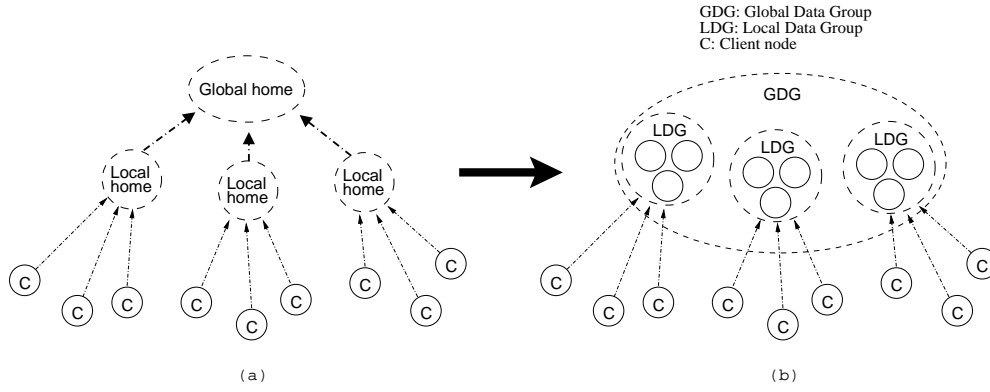 GDG: Global Data Group
LDG: Local Data Group
C: Client node
Global home
Local
home
Local
home
Local
home
C
C
C
C
C
C
C
C
C
(a)
GDG
LDG
LDG
LDG
C
C
C
C
C
C
C
C
C
(b)